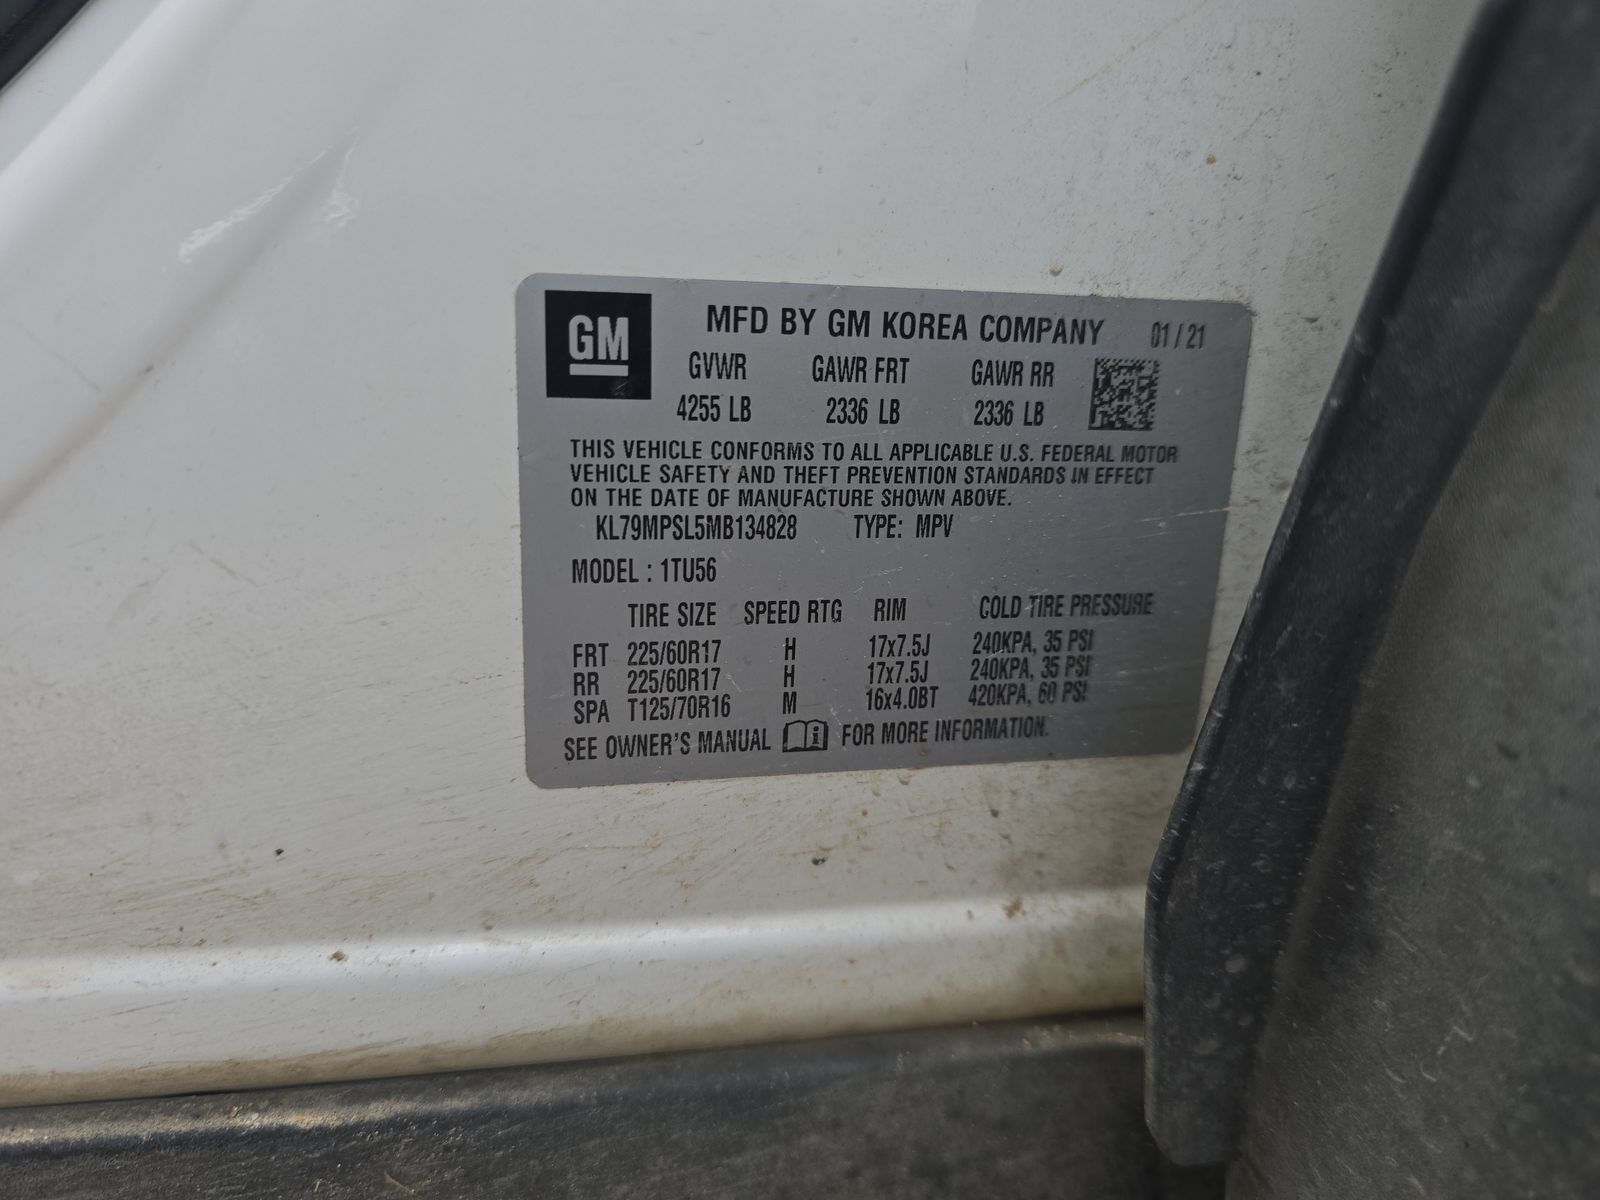 GM
MFD BY GM KOREA COMPANY 01 / 21
GVWR GAWR FRT GAWR RR
4255 LB 2336 LB 2336 LB
THIS VEHICLE CONFORMS TO ALL APPLICABLE U.S. FEDERAL MOTOR
VEHICLE SAFETY AND THEFT PREVENTION STANDARDS IN EFFECT
ON THE DATE OF MANUFACTURE SHOWN ABOVE.
KL79MPSL5MB134828 TYPE: MPV
MODEL : 1TU56
TIRE SIZE SPEED RTG RIM COLD TIRE PRESSURE
FRT 225/60R17 H 17x7.5J 240KPA, 35 PSI
RR 225/60R17 H 17x7.5J 240KPA, 35 PSI
SPA T125/70R16 M 16x4.0BT 420KPA, 60 PSI
SEE OWNER'S MANUAL i FOR MORE INFORMATION.